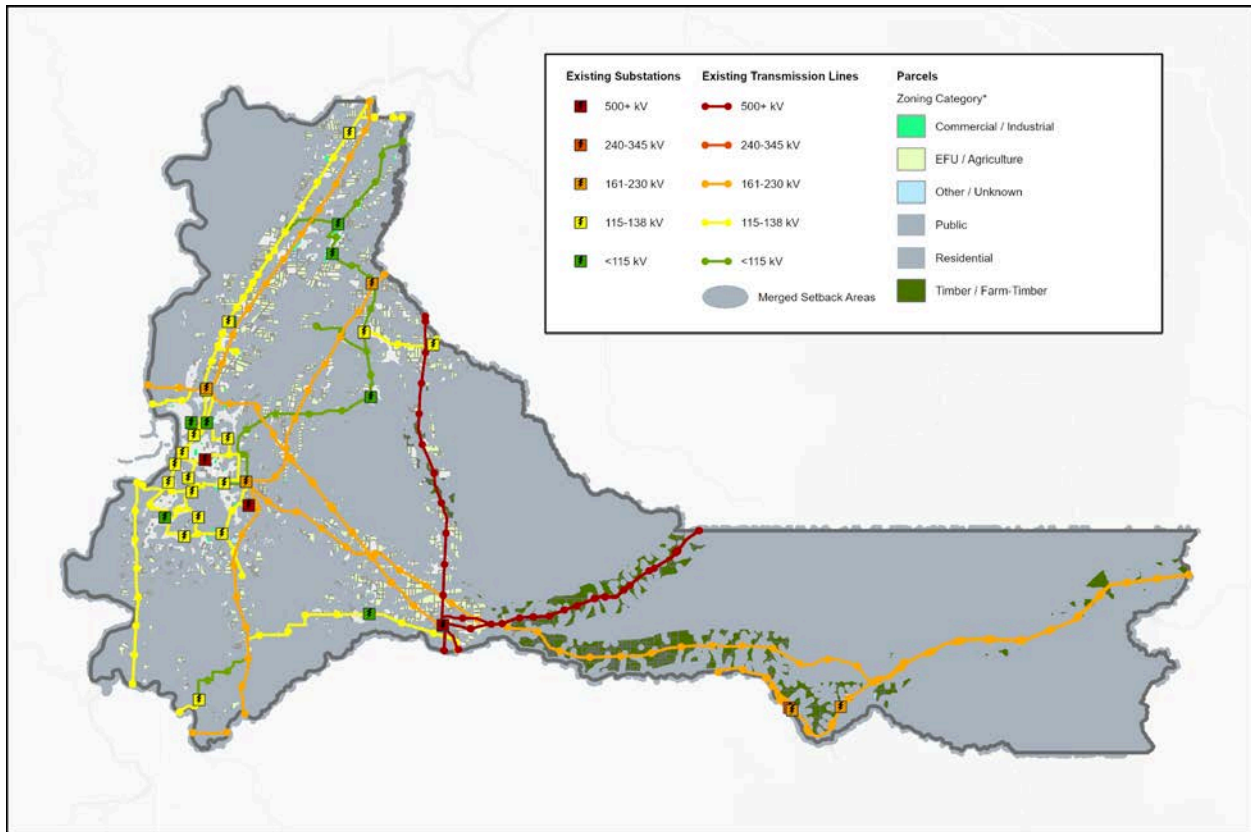 Existing Substations Existing Transmission Lines Parcels
Zoning Category*
500+ kV 500+ kV Commercial / Industrial
240-345 kV 240-345 kV EFU / Agriculture
161-230 kV 161-230 kV Other / Unknown
115-138 kV 115-138 kV Public
<115 kV <115 kV Residential
Merged Setback Areas Timber / Farm-Timber